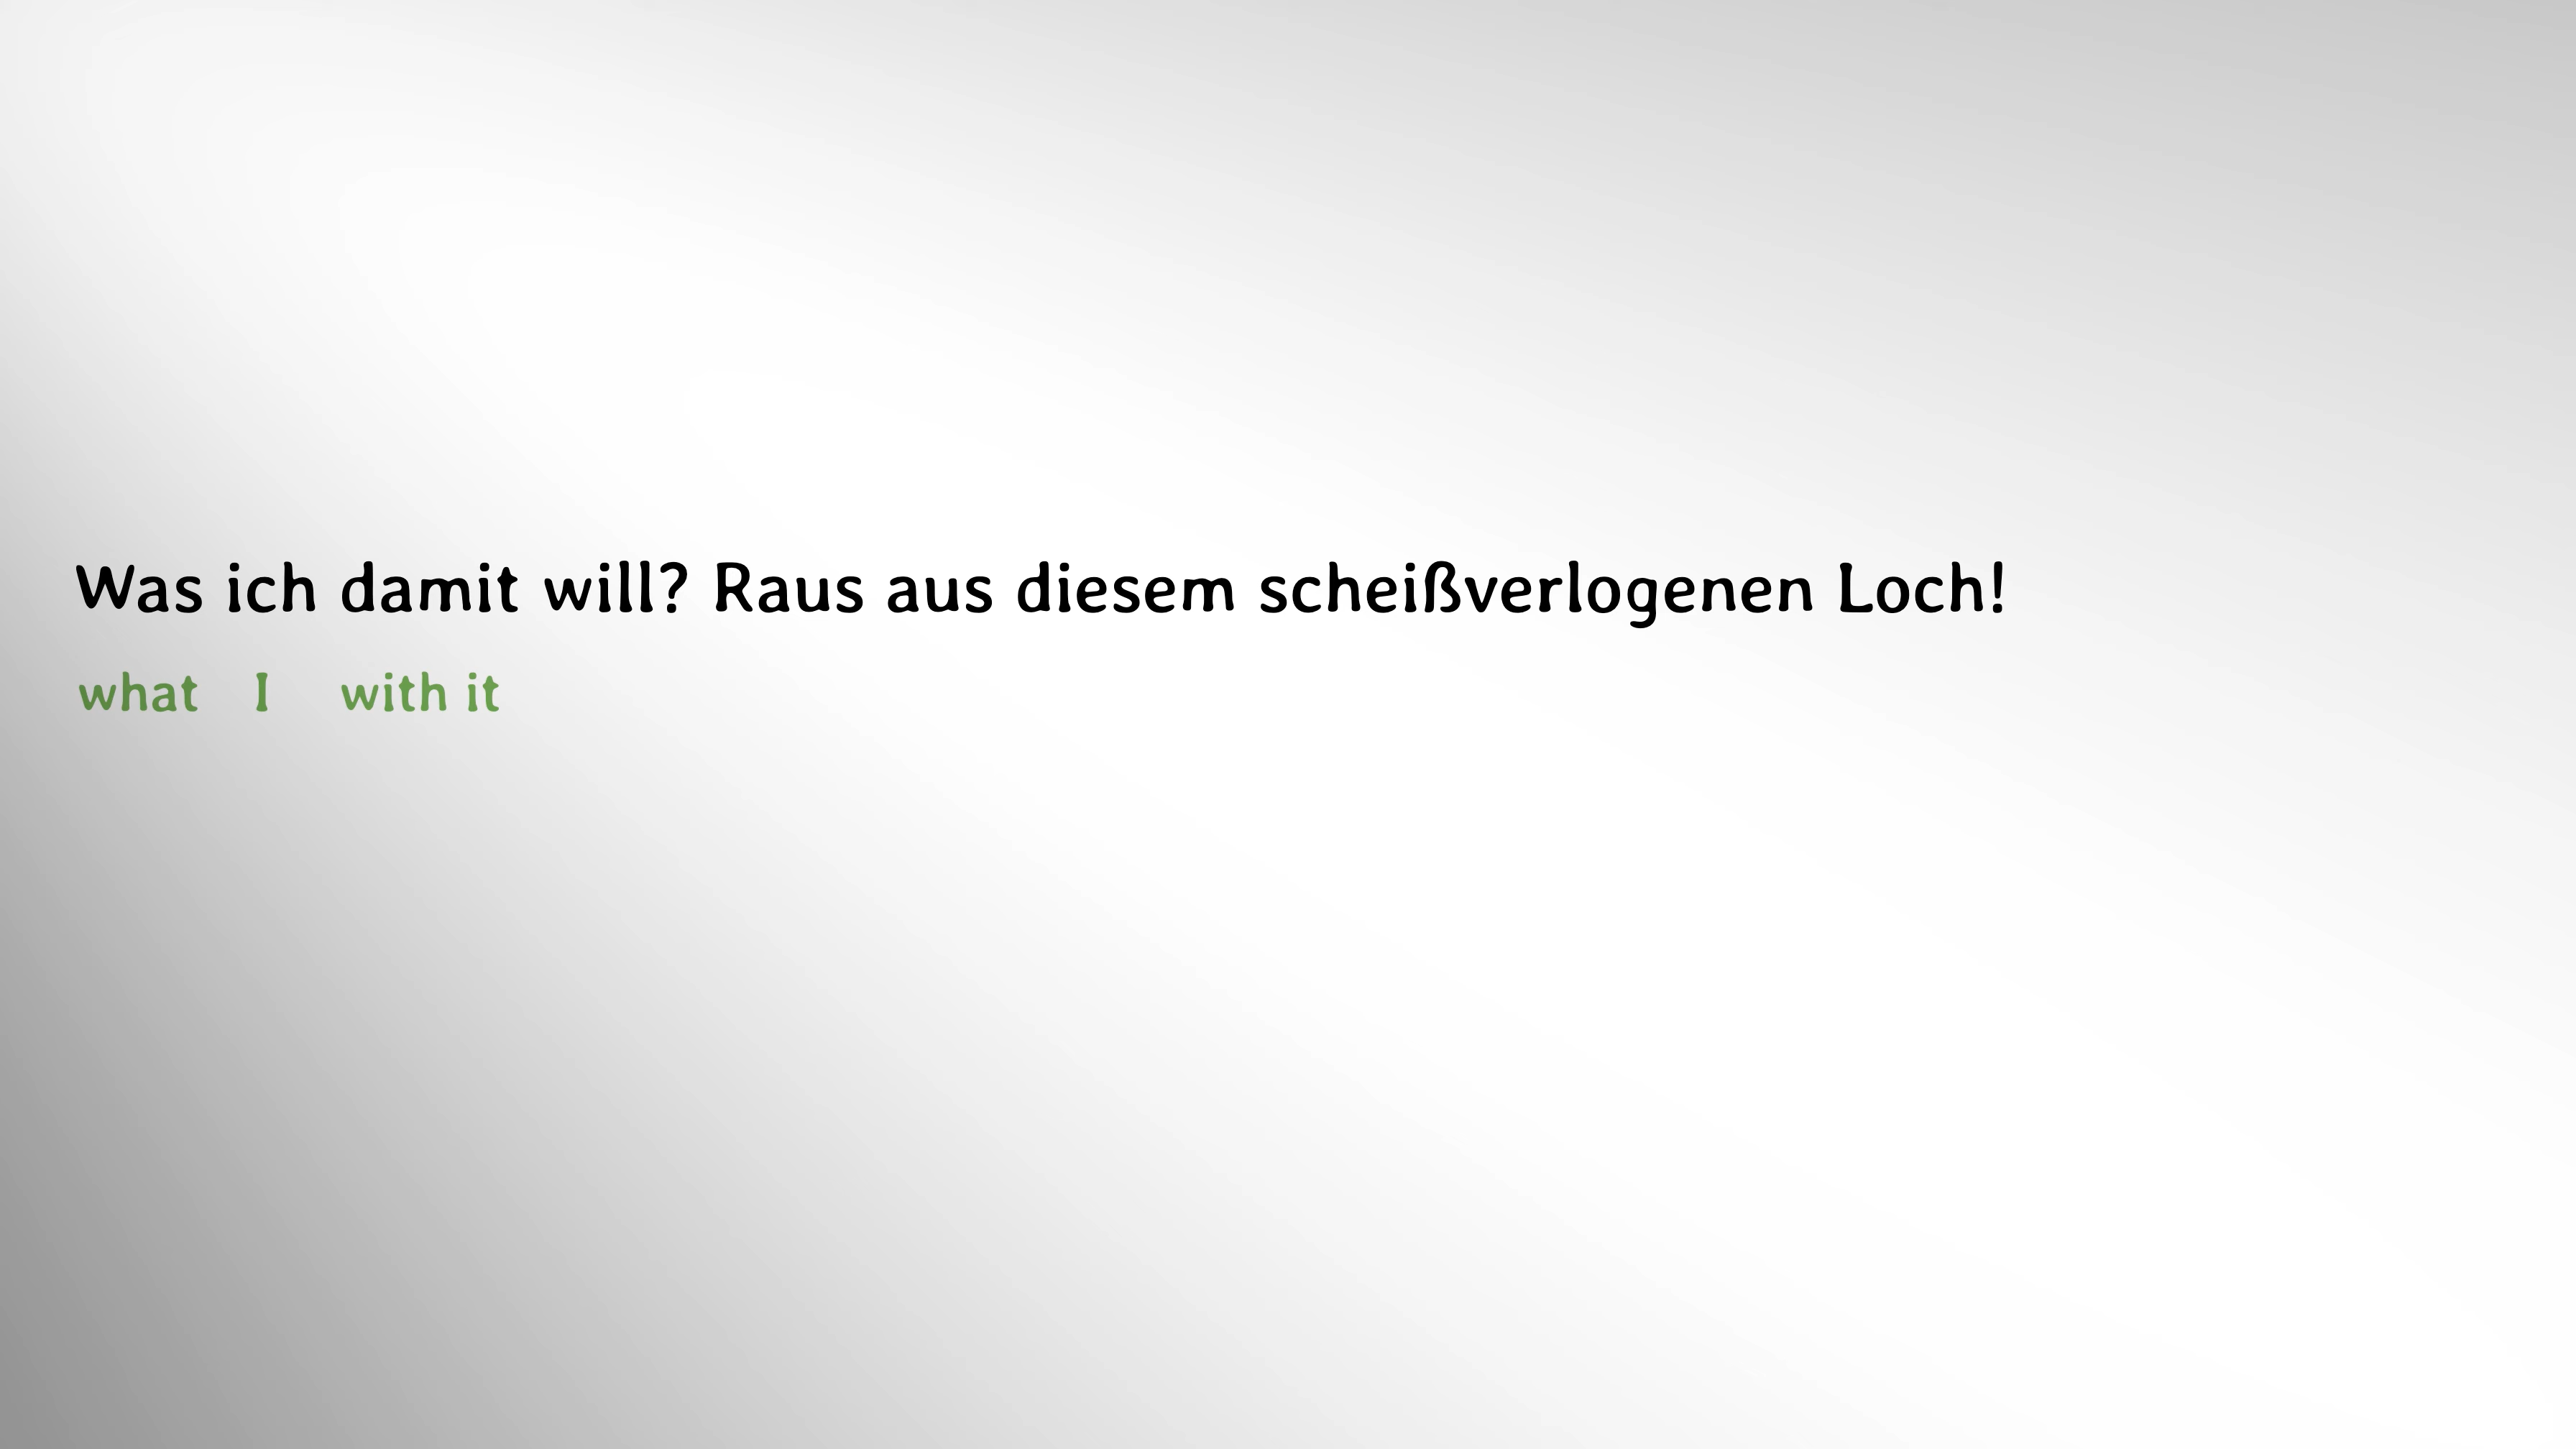 Was ich damit will? Raus aus diesem scheißverlogenen Loch!
what I with it